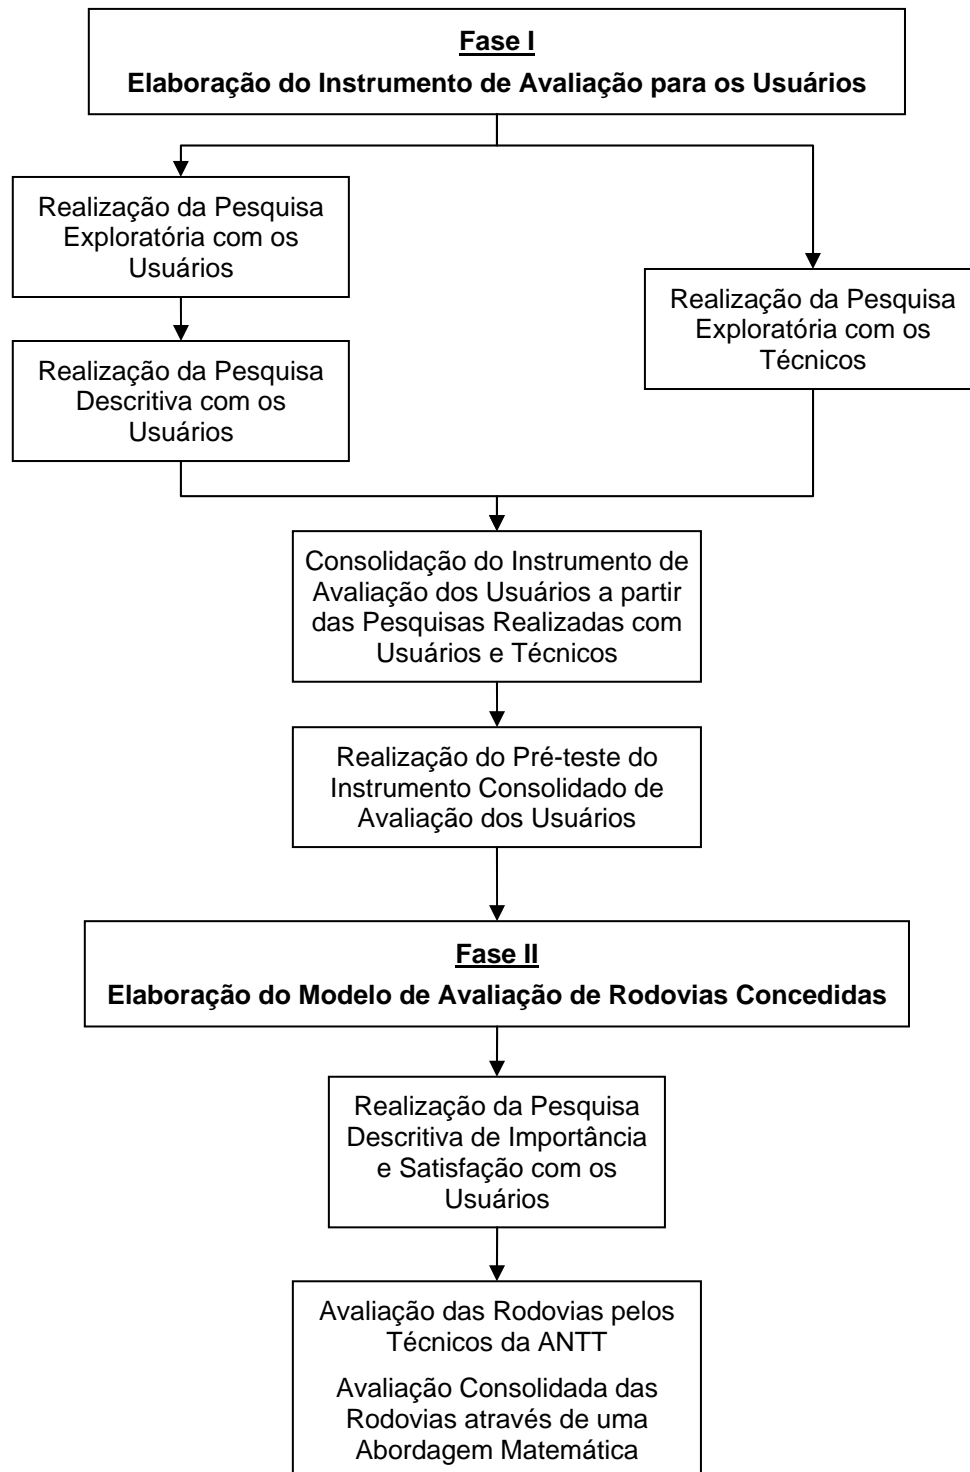 Fase I
Elaboração do Instrumento de Avaliação para os Usuários
Realização da Pesquisa
Exploratória com os
Usuários
Realização da Pesquisa
Exploratória com os
Técnicos
Realização da Pesquisa
Descritiva com os
Usuários
Consolidação do Instrumento de
Avaliação dos Usuários a partir
das Pesquisas Realizadas com
Usuários e Técnicos
Realização do Pré-teste do
Instrumento Consolidado de
Avaliação dos Usuários
Fase II
Elaboração do Modelo de Avaliação de Rodovias Concedidas
Realização da Pesquisa
Descritiva de Importância
e Satisfação com os
Usuários
Avaliação das Rodovias pelos
Técnicos da ANTT
Avaliação Consolidada das
Rodovias através de uma
Abordagem Matemática